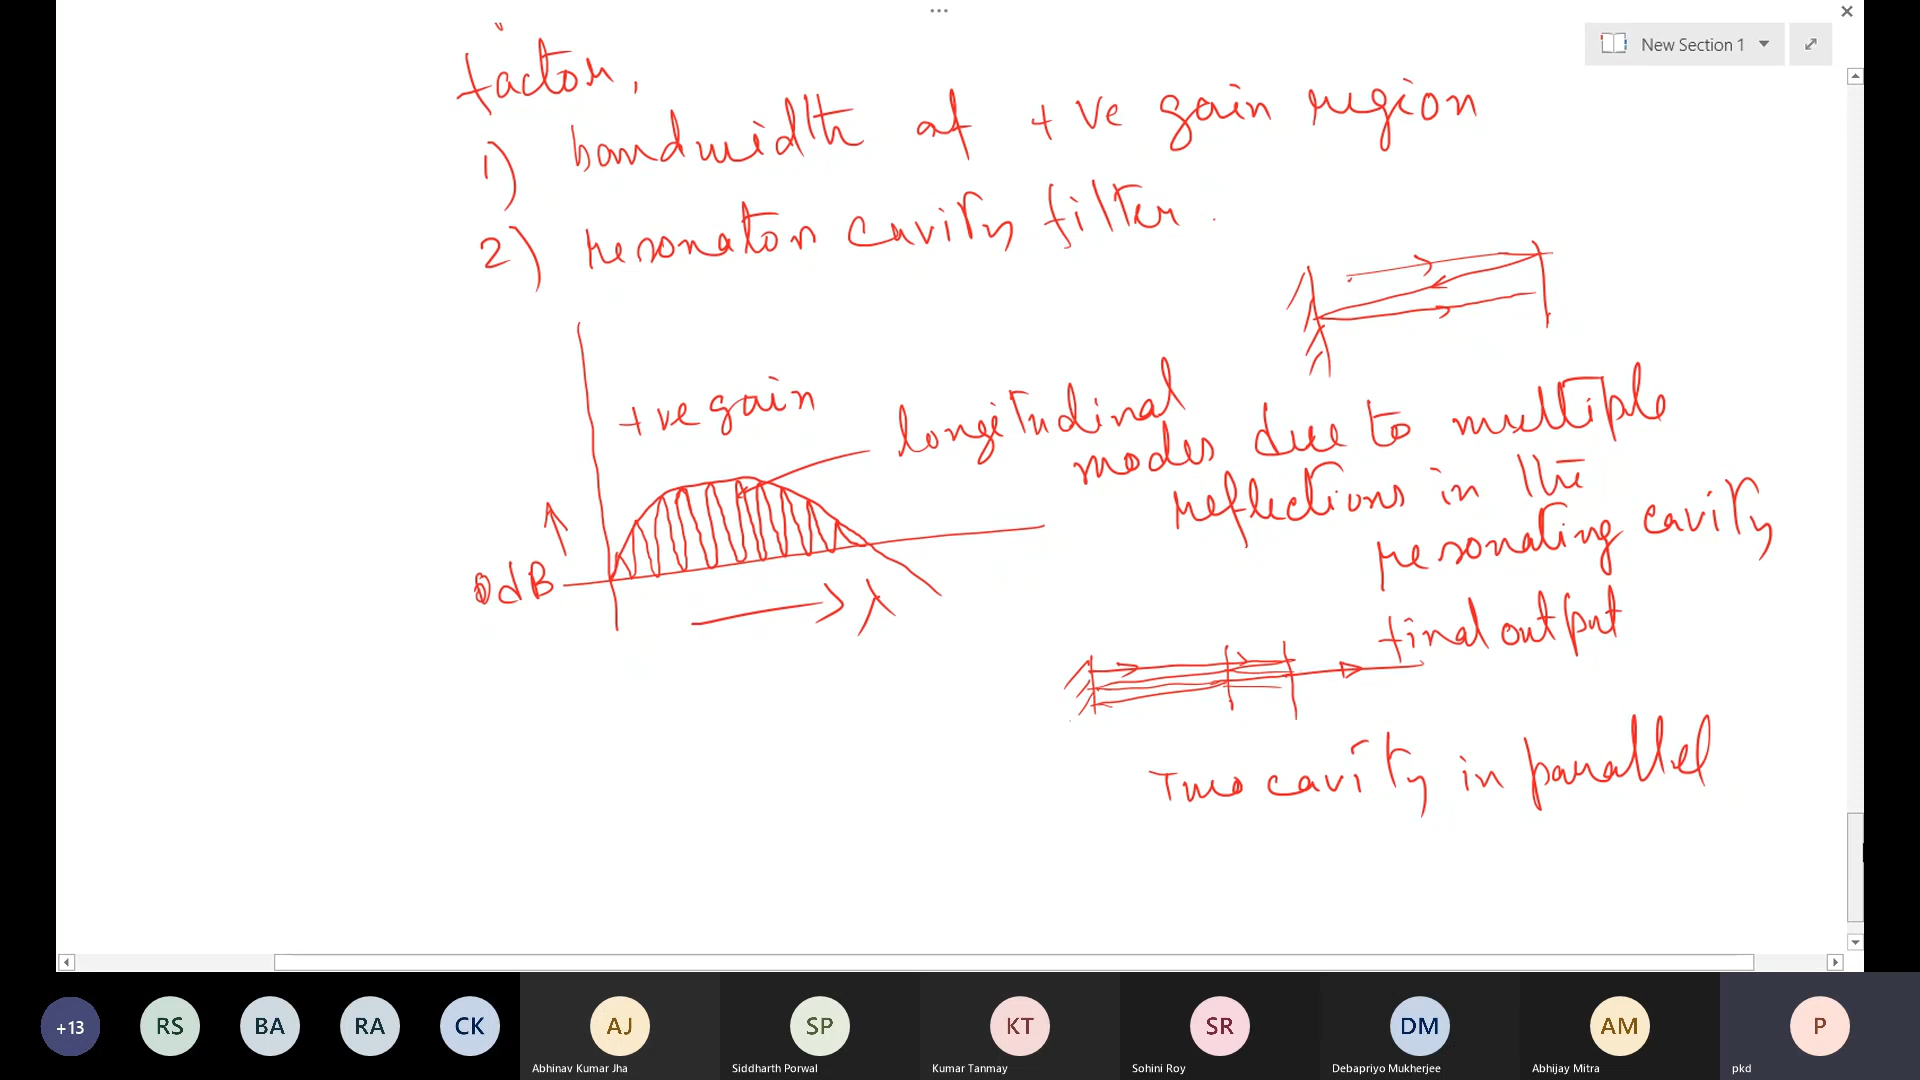 New Section 1
factor,
1) bandwidth of +ve gain region
2) resonator cavity filter.
+ve gain
longitudinal
modes due to multiple
reflections in the
resonating cavity
0dB
λ
final output
Two cavity in parallel
+13
RS
BA
RA
CK
AJ
SP
KT
SR
DM
AM
P
Abhinav Kumar Jha
Siddharth Porwal
Kumar Tanmay
Sohini Roy
Debapriyo Mukherjee
Abhijay Mitra
pkd